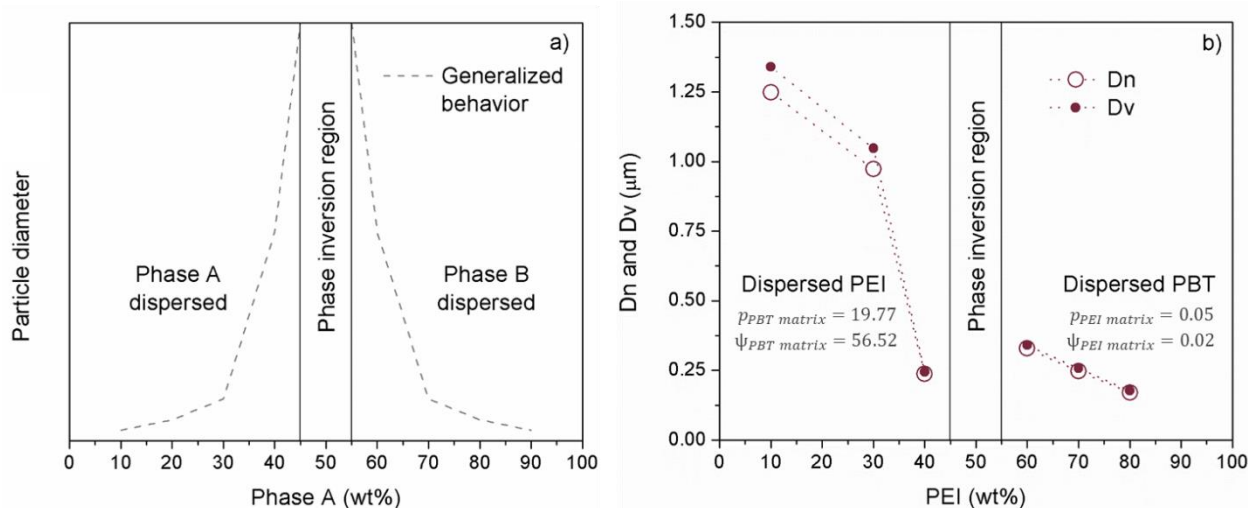 a)
Generalized
behavior
Particle diameter
Phase A
dispersed
Phase inversion region
Phase B
dispersed
0 10 20 30 40 50 60 70 80 90 100
Phase A (wt%)
b)
Dn
Dv
Dn and Dv (μm)
1.50
1.25
1.00
0.75
0.50
0.25
0.00
Dispersed PEI
p_PBT matrix = 19.77
ψ_PBT matrix = 56.52
Phase inversion region
Dispersed PBT
p_PEI matrix = 0.05
ψ_PEI matrix = 0.02
0 10 20 30 40 50 60 70 80 90 100
PEI (wt%)